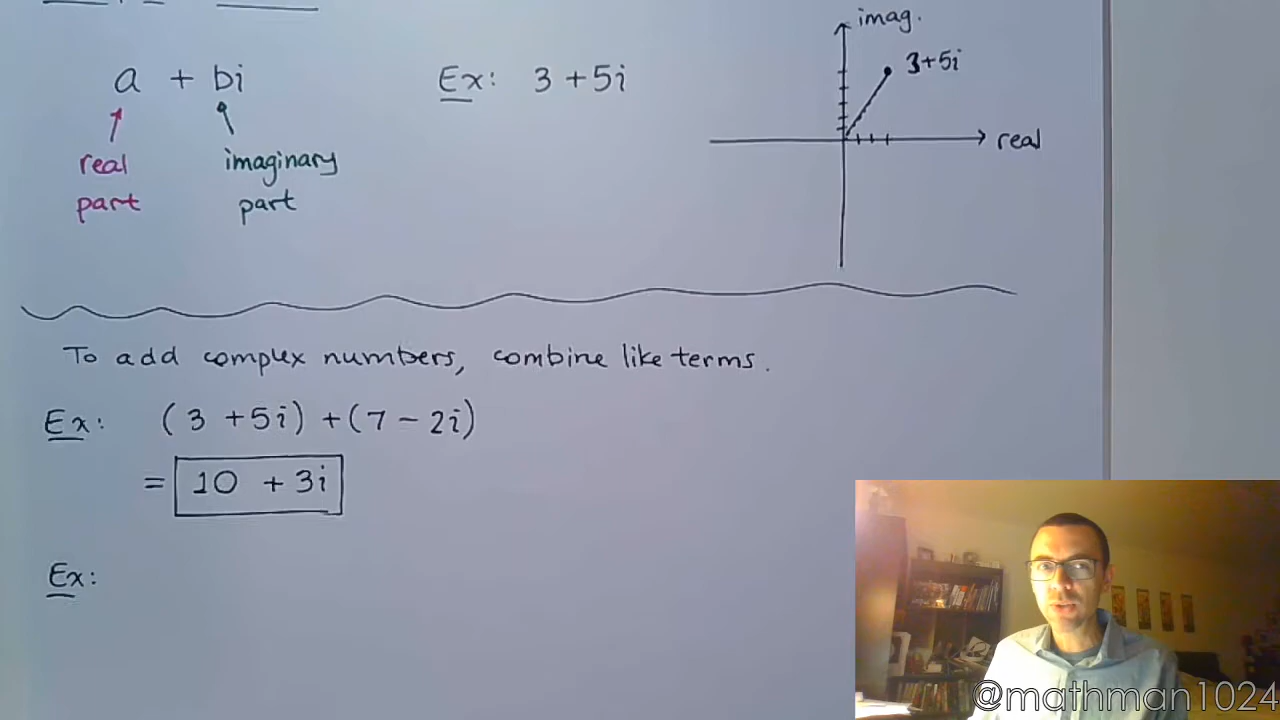 imag.
a + bi
Ex: 3 + 5i
3+5i
real
real part
imaginary part
To add complex numbers, combine like terms.
Ex: (3 + 5i) + (7 - 2i)
= 10 + 3i
Ex:
@mathman1024